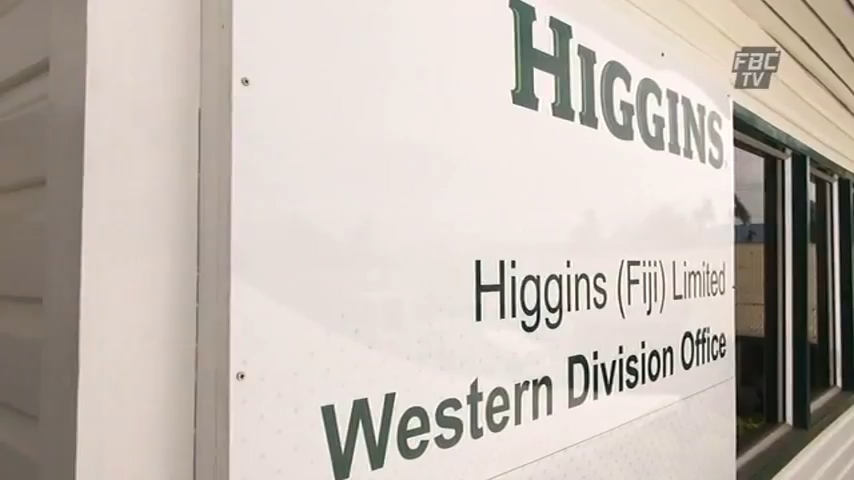 FBC
TV
HIGGINS
Higgins (Fiji) Limited
Western Division Office